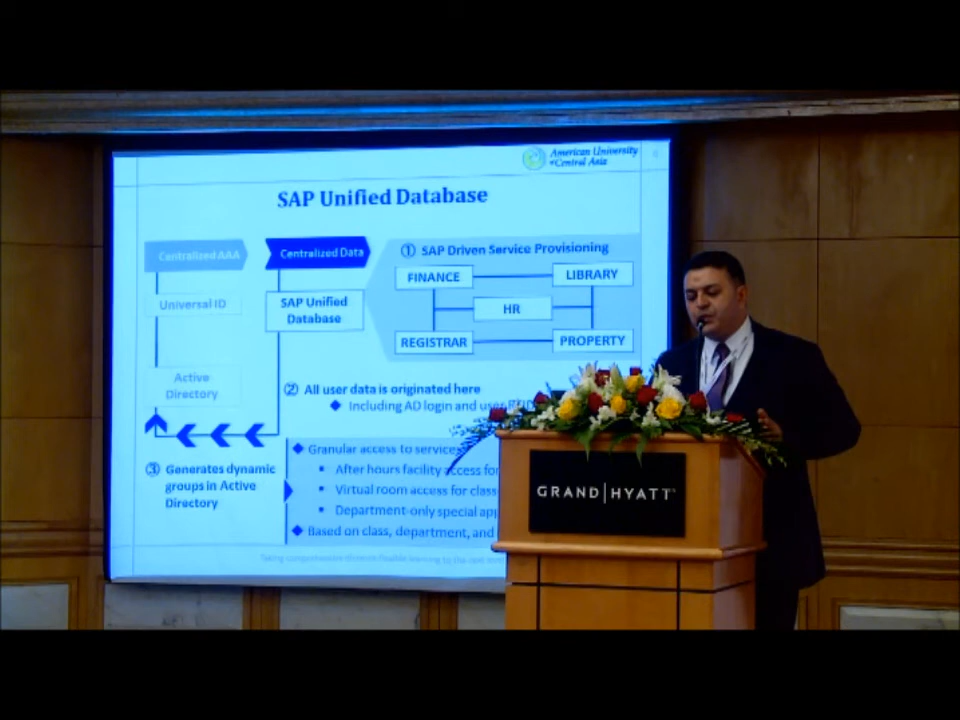 American University
of Central Asia
SAP Unified Database
Centralized AAA
Centralized Data
① SAP Driven Service Provisioning
FINANCE
LIBRARY
HR
REGISTRAR
PROPERTY
Universal ID
SAP Unified
Database
Active
Directory
② All user data is originated here
◆ Including AD login and user
③ Generates dynamic
groups in Active
Directory
◆ Granular access to services
• After hours facility access for
• Virtual room access for class
• Department-only special app
◆ Based on class, department, and
GRAND|HYATT